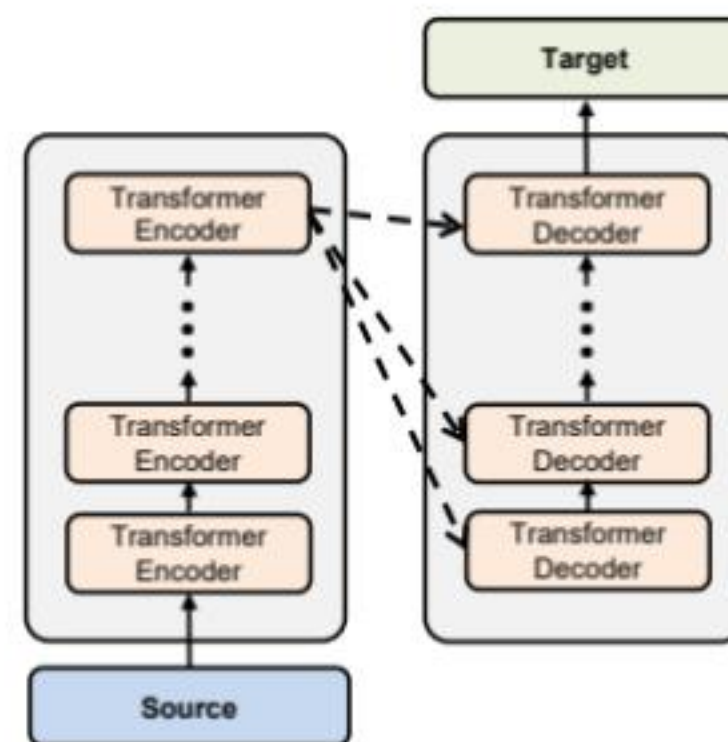 Target
Transformer
Encoder
Transformer
Decoder
Transformer
Encoder
Transformer
Decoder
Transformer
Encoder
Transformer
Decoder
Source